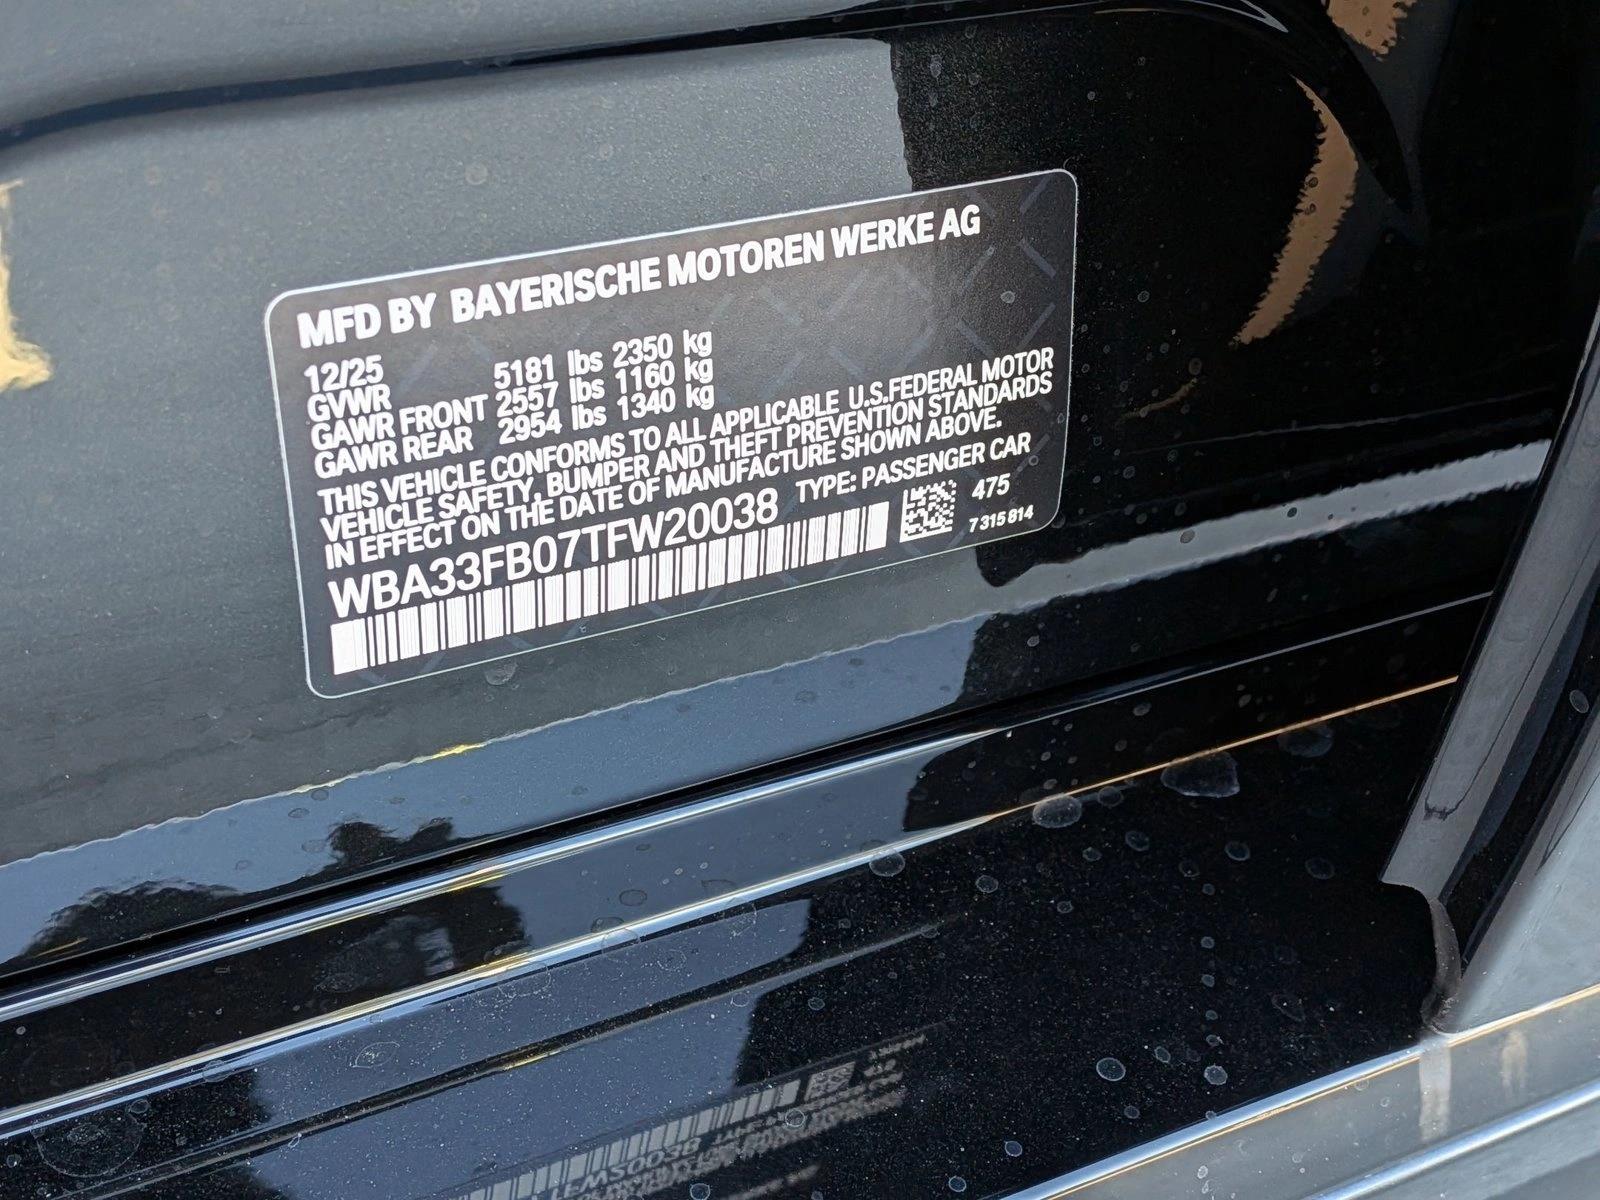 MFD BY BAYERISCHE MOTOREN WERKE AG
12/25
GVWR 5181 lbs 2350 kg
GAWR FRONT 2557 lbs 1160 kg
GAWR REAR 2954 lbs 1340 kg
THIS VEHICLE CONFORMS TO ALL APPLICABLE U.S.FEDERAL MOTOR
VEHICLE SAFETY, BUMPER AND THEFT PREVENTION STANDARDS
IN EFFECT ON THE DATE OF MANUFACTURE SHOWN ABOVE.
WBA33FB07TFW20038 TYPE: PASSENGER CAR
475
7 315 814